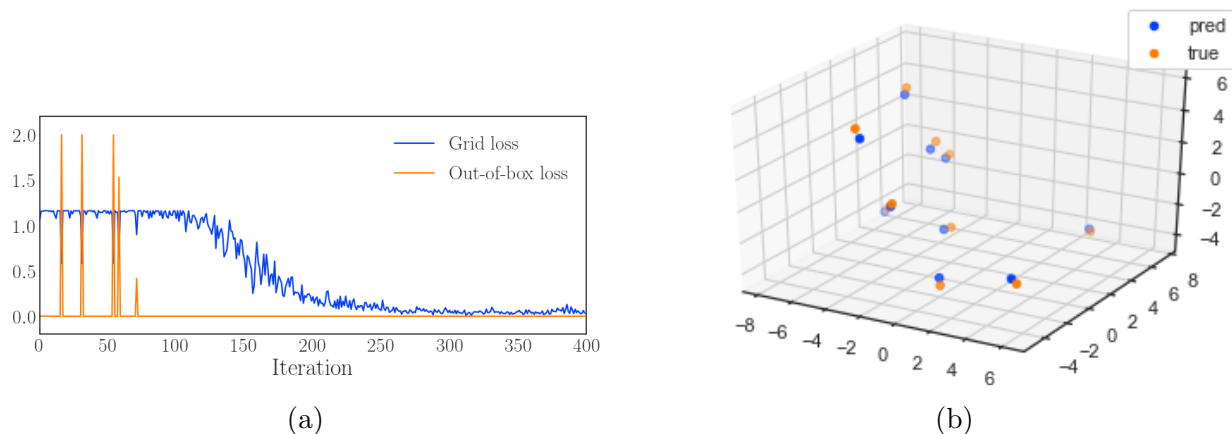 2.0
1.5
1.0
0.5
0.0
Grid loss
Out-of-box loss
0 50 100 150 200 250 300 350 400
Iteration
(a)
pred
true
6
4
2
0
−2
−4
−8 −6 −4 −2 0 2 4 6
−4 −2 0 2 4 6 8
(b)